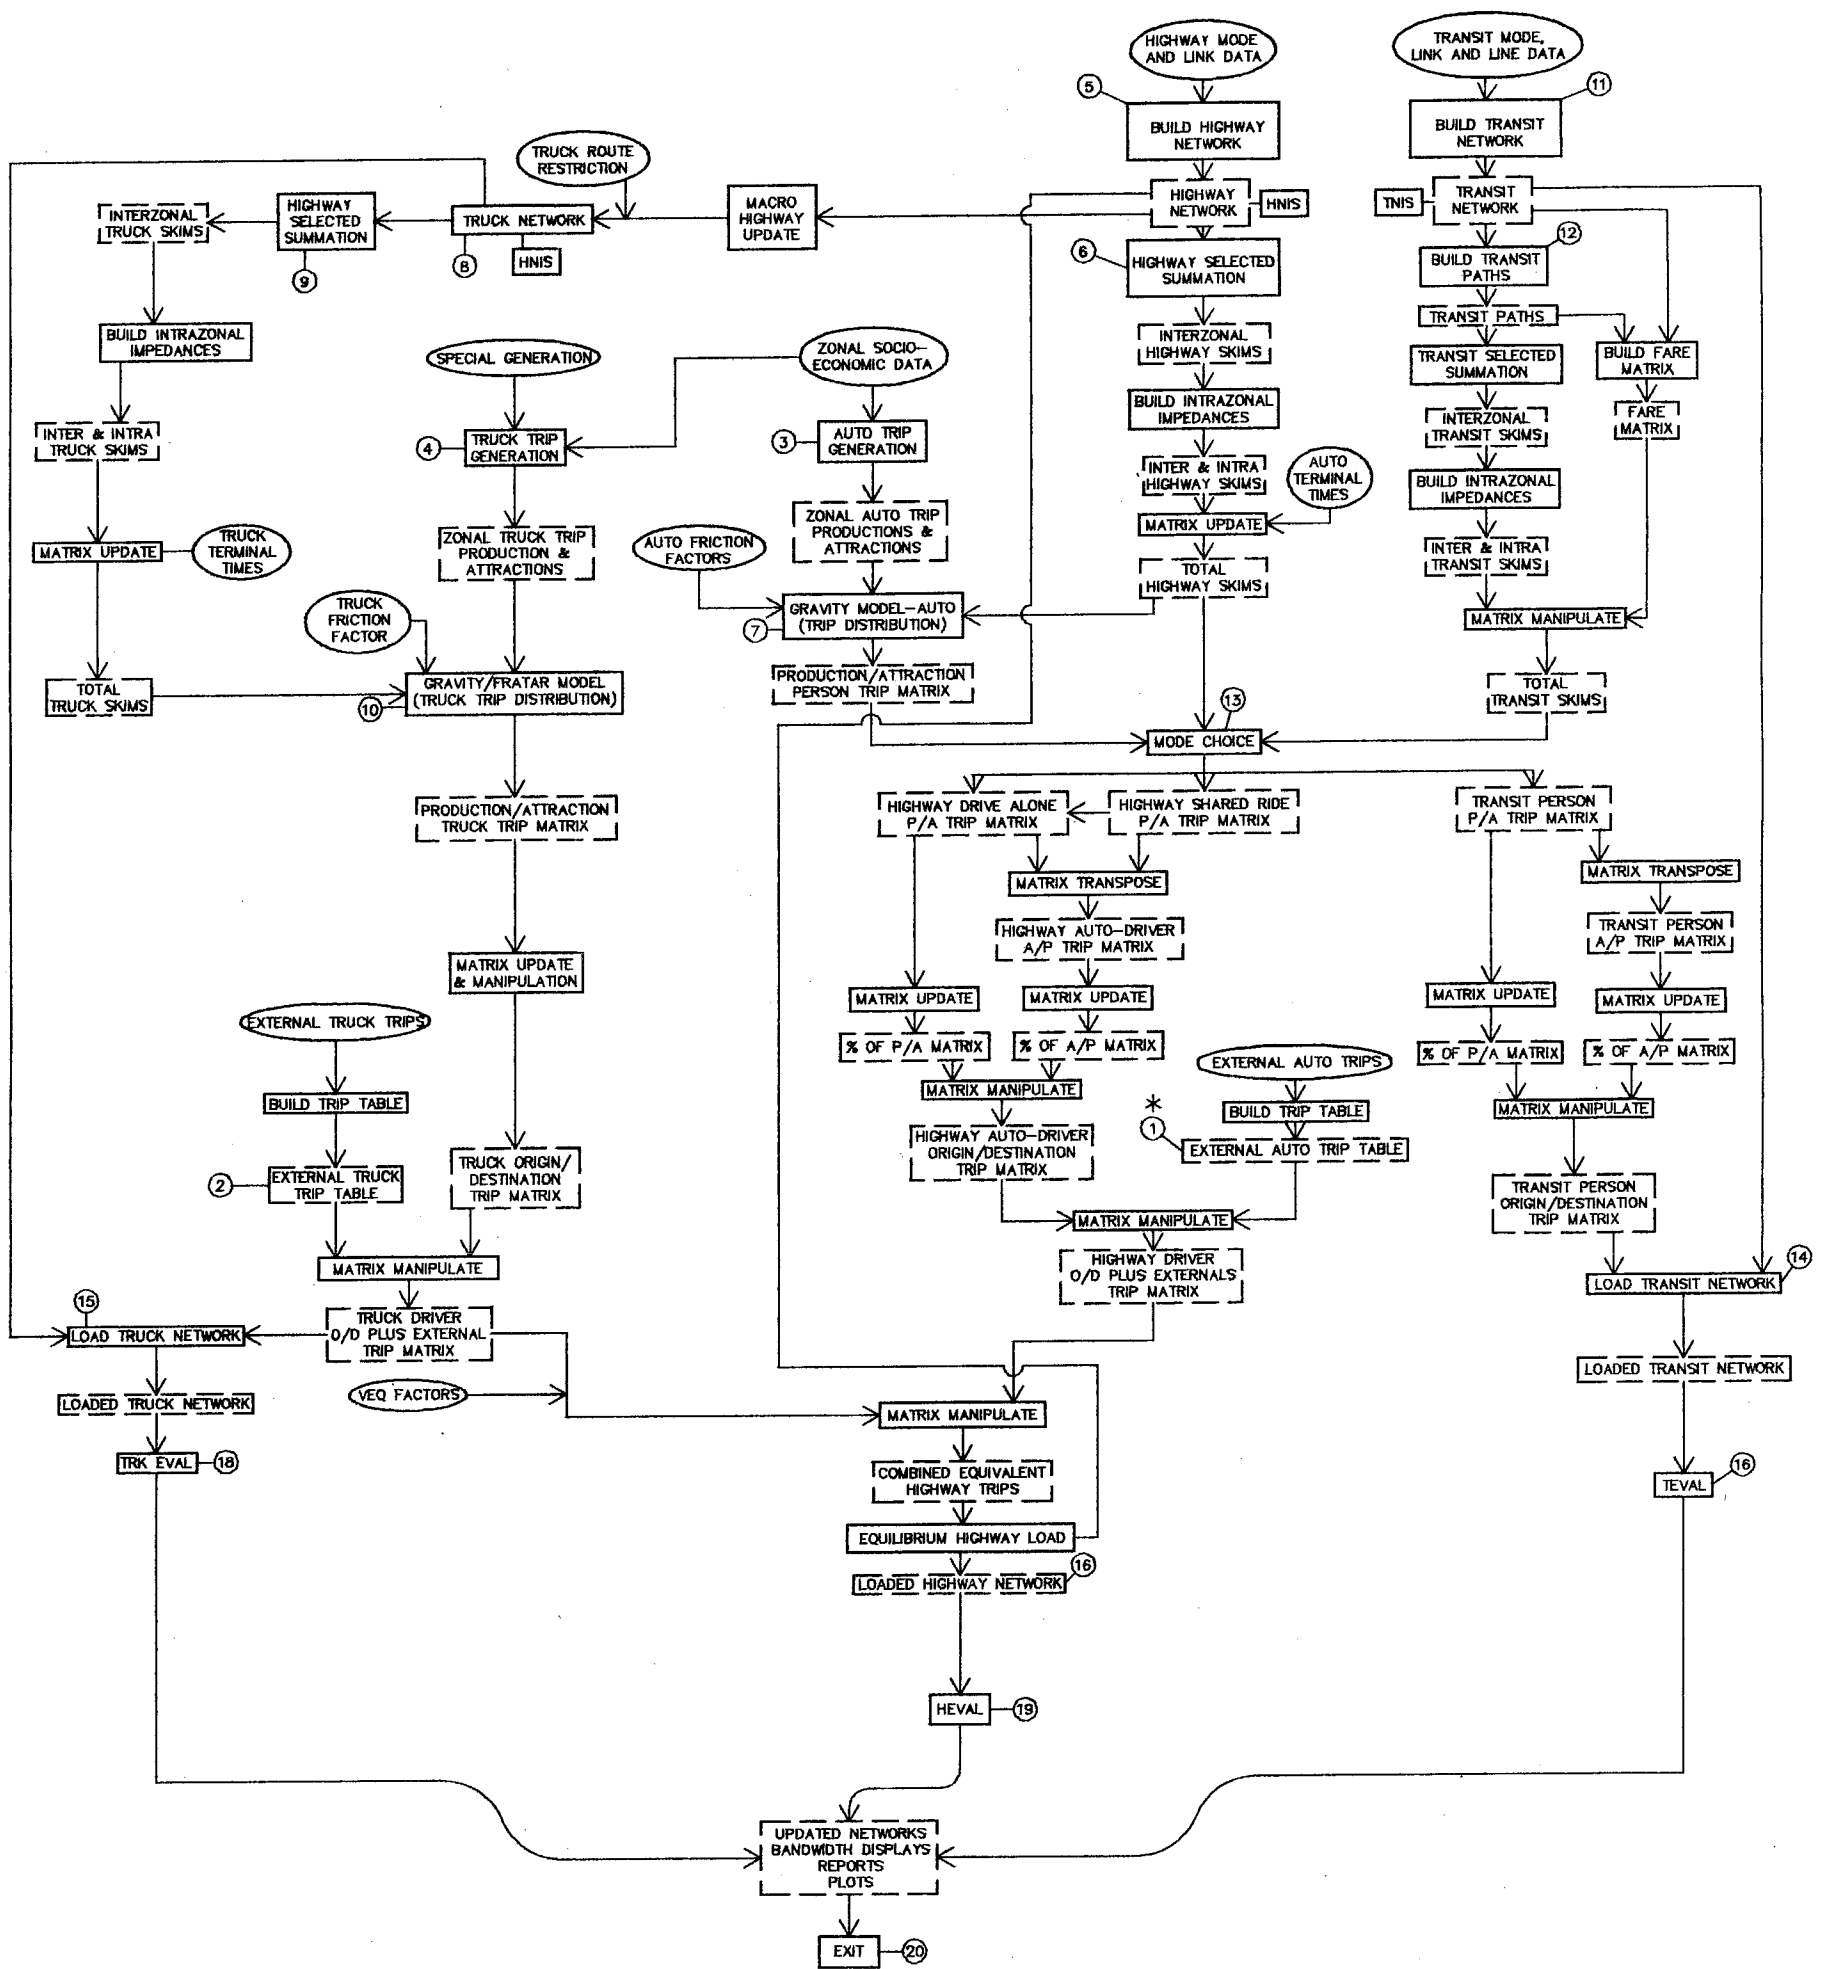 HIGHWAY MODE
AND LINK DATA
TRANSIT MODE,
LINK AND LINE DATA
5
11
BUILD HIGHWAY
NETWORK
BUILD TRANSIT
NETWORK
TRUCK ROUTE
RESTRICTION
HIGHWAY
NETWORK
HNIS
TNIS
TRANSIT
NETWORK
INTERZONAL
TRUCK SKIMS
HIGHWAY
SELECTED
SUMMATION
TRUCK NETWORK
MACRO
HIGHWAY
UPDATE
9
8
HNIS
6
HIGHWAY SELECTED
SUMMATION
12
BUILD TRANSIT
PATHS
TRANSIT PATHS
BUILD INTRAZONAL
IMPEDANCES
SPECIAL GENERATION
ZONAL SOCIO-
ECONOMIC DATA
INTERZONAL
HIGHWAY SKIMS
TRANSIT SELECTED
SUMMATION
BUILD FARE
MATRIX
BUILD INTRAZONAL
IMPEDANCES
INTERZONAL
TRANSIT SKIMS
FARE
MATRIX
INTER & INTRA
TRUCK SKIMS
4
TRUCK TRIP
GENERATION
3
AUTO TRIP
GENERATION
INTER & INTRA
HIGHWAY SKIMS
AUTO
TERMINAL
TIMES
BUILD INTRAZONAL
IMPEDANCES
MATRIX UPDATE
TRUCK
TERMINAL
TIMES
ZONAL TRUCK TRIP
PRODUCTION &
ATTRACTIONS
AUTO FRICTION
FACTORS
ZONAL AUTO TRIP
PRODUCTIONS &
ATTRACTIONS
MATRIX UPDATE
INTER & INTRA
TRANSIT SKIMS
TOTAL
HIGHWAY SKIMS
TRUCK
FRICTION
FACTOR
GRAVITY MODEL-AUTO
(TRIP DISTRIBUTION)
7
MATRIX MANIPULATE
TOTAL
TRUCK SKIMS
GRAVITY/FRATAR MODEL
(TRUCK TRIP DISTRIBUTION)
10
PRODUCTION/ATTRACTION
PERSON TRIP MATRIX
TOTAL
TRANSIT SKIMS
13
MODE CHOICE
PRODUCTION/ATTRACTION
TRUCK TRIP MATRIX
HIGHWAY DRIVE ALONE
P/A TRIP MATRIX
HIGHWAY SHARED RIDE
P/A TRIP MATRIX
TRANSIT PERSON
P/A TRIP MATRIX
MATRIX TRANSPOSE
MATRIX TRANSPOSE
HIGHWAY AUTO-DRIVER
A/P TRIP MATRIX
TRANSIT PERSON
A/P TRIP MATRIX
MATRIX UPDATE
& MANIPULATION
MATRIX UPDATE
MATRIX UPDATE
MATRIX UPDATE
MATRIX UPDATE
EXTERNAL TRUCK TRIPS
% OF P/A MATRIX
% OF A/P MATRIX
EXTERNAL AUTO TRIPS
% OF P/A MATRIX
% OF A/P MATRIX
BUILD TRIP TABLE
MATRIX MANIPULATE
*
1
BUILD TRIP TABLE
MATRIX MANIPULATE
HIGHWAY AUTO-DRIVER
ORIGIN/DESTINATION
TRIP MATRIX
EXTERNAL AUTO TRIP TABLE
2
EXTERNAL TRUCK
TRIP TABLE
TRUCK ORIGIN/
DESTINATION
TRIP MATRIX
TRANSIT PERSON
ORIGIN/DESTINATION
TRIP MATRIX
MATRIX MANIPULATE
MATRIX MANIPULATE
HIGHWAY DRIVER
O/D PLUS EXTERNALS
TRIP MATRIX
14
LOAD TRANSIT NETWORK
15
LOAD TRUCK NETWORK
TRUCK DRIVER
O/D PLUS EXTERNAL
TRIP MATRIX
LOADED TRANSIT NETWORK
LOADED TRUCK NETWORK
VEQ FACTORS
MATRIX MANIPULATE
TRK EVAL
18
COMBINED EQUIVALENT
HIGHWAY TRIPS
16
TEVAL
EQUILIBRIUM HIGHWAY LOAD
16
LOADED HIGHWAY NETWORK
HEVAL
19
UPDATED NETWORKS
BANDWIDTH DISPLAYS
REPORTS
PLOTS
EXIT
20